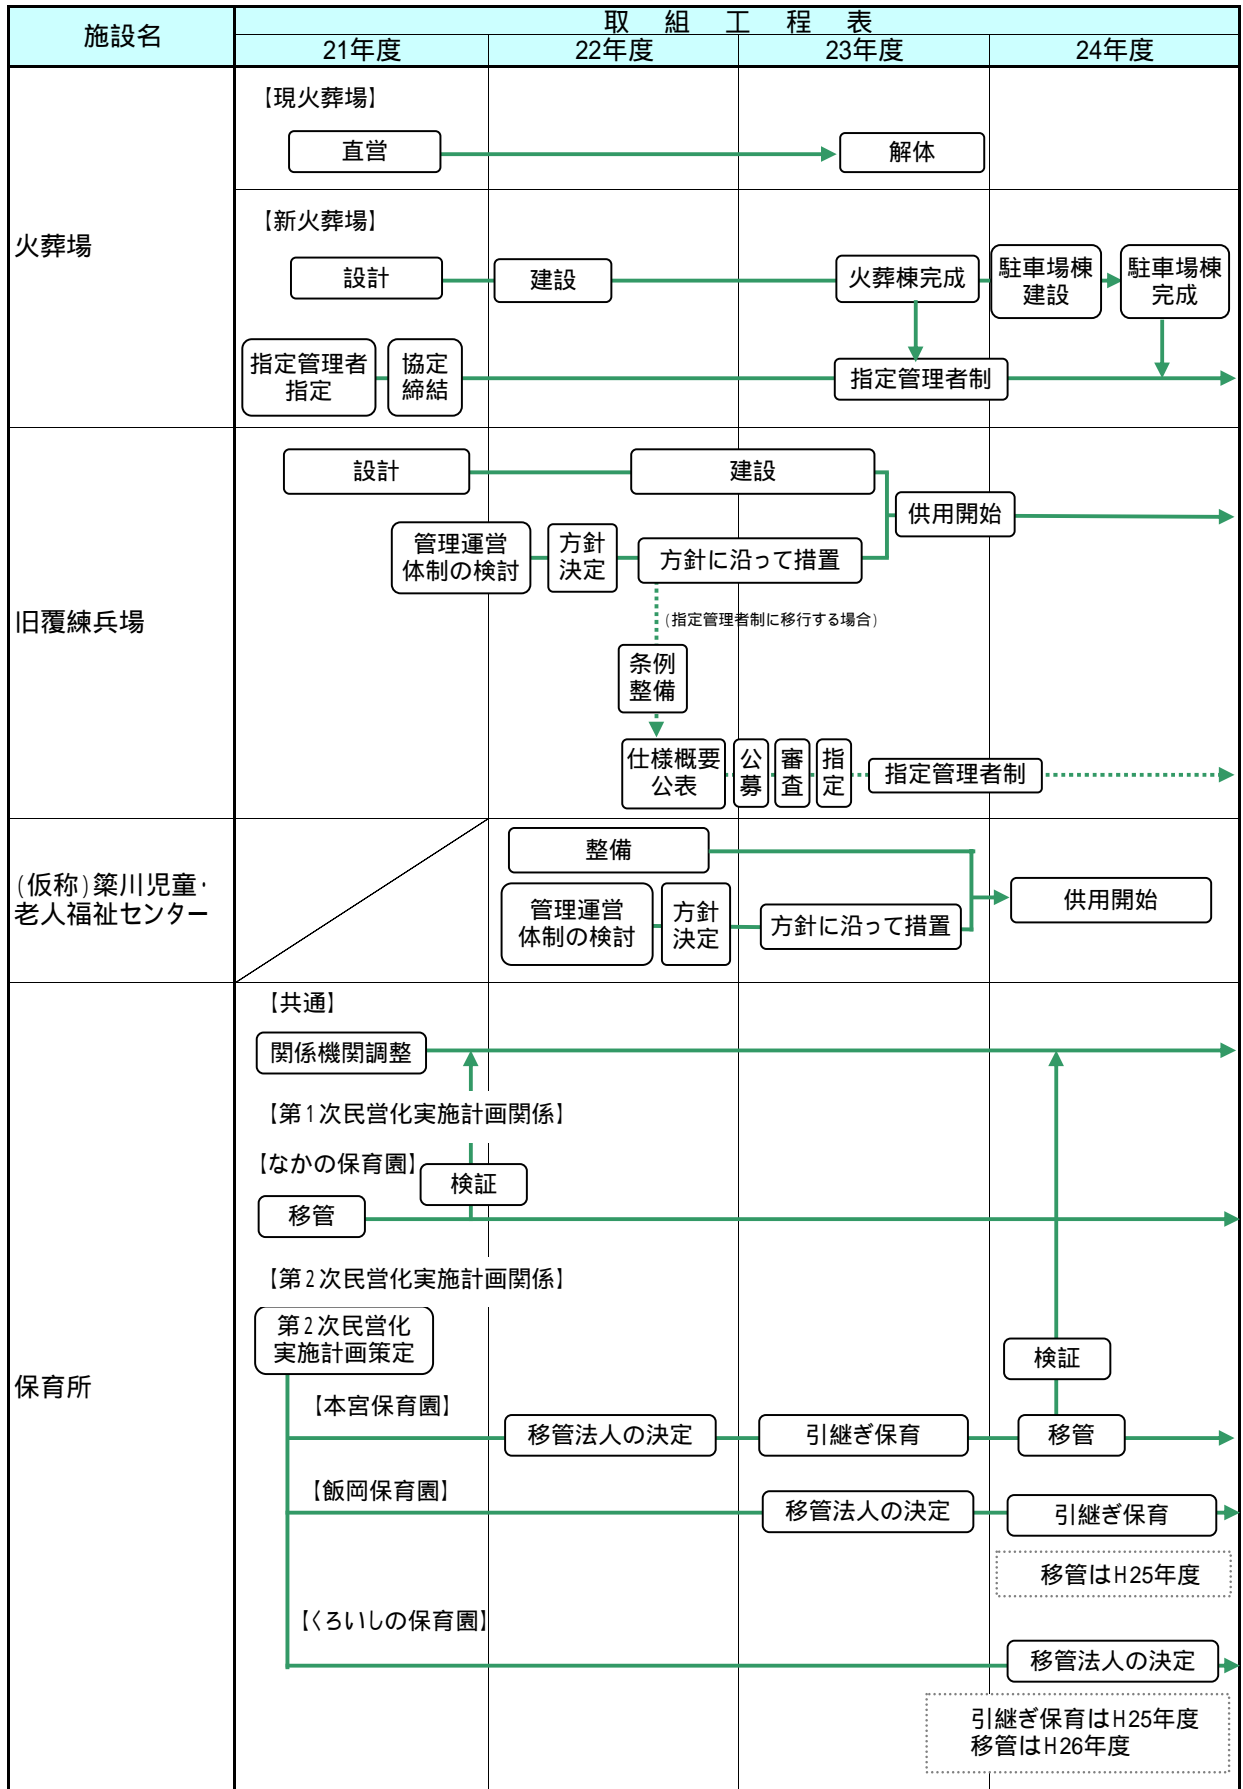 施設名
取組工程表
21年度
22年度
23年度
24年度
火葬場
【現火葬場】
直営
解体
【新火葬場】
設計
建設
火葬棟完成
駐車場棟
建設
駐車場棟
完成
指定管理者
指定
協定
締結
指定管理者制
旧覆練兵場
設計
建設
供用開始
管理運営
体制の検討
方針
決定
方針に沿って措置
(指定管理者制に移行する場合)
条例
整備
仕様概要
公表
公
募
審
査
指
定
指定管理者制
(仮称)簗川児童・
老人福祉センター
整備
管理運営
体制の検討
方針
決定
方針に沿って措置
供用開始
保育所
【共通】
関係機関調整
【第1次民営化実施計画関係】
【なかの保育園】
検証
移管
【第2次民営化実施計画関係】
第2次民営化
実施計画策定
検証
【本宮保育園】
移管法人の決定
引継ぎ保育
移管
【飯岡保育園】
移管法人の決定
引継ぎ保育
移管はH25年度
【くろいしの保育園】
移管法人の決定
引継ぎ保育はH25年度
移管はH26年度